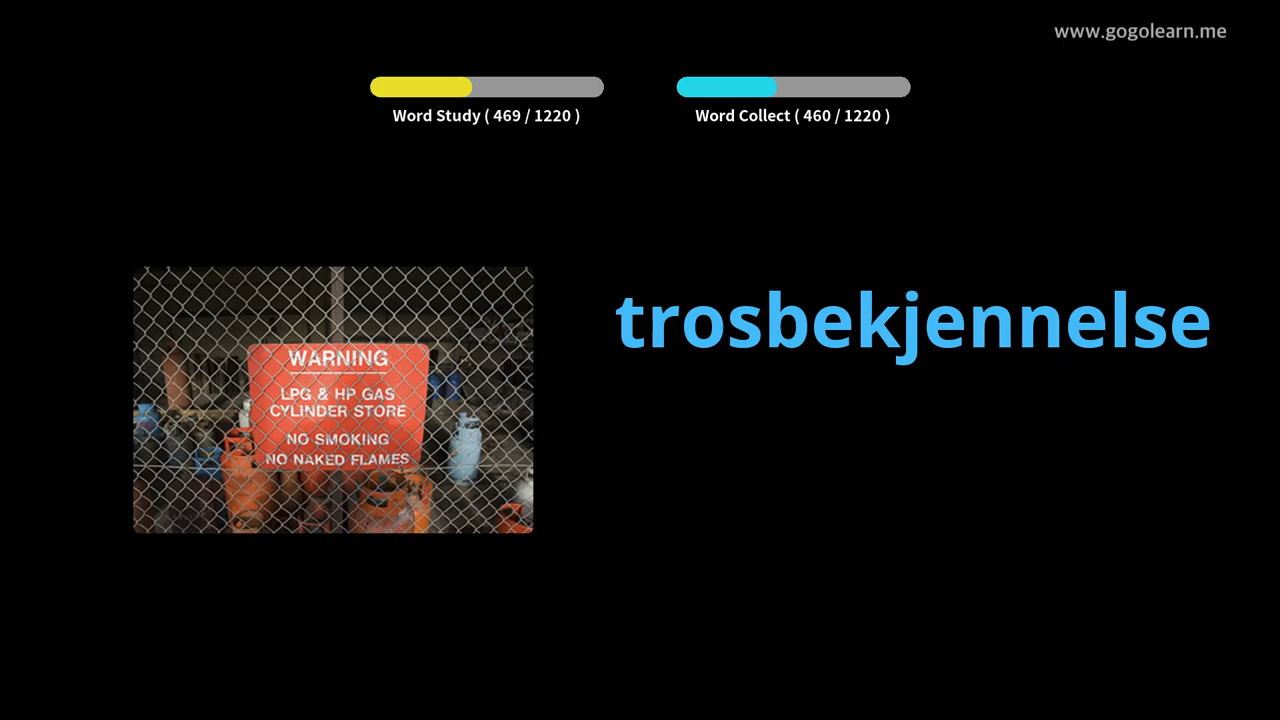 www.gogolearn.me
Word Study ( 469 / 1220 )
Word Collect ( 460 / 1220 )
trosbekjennelse
WARNING
LPG & HP GAS
CYLINDER STORE
NO SMOKING
NO NAKED FLAMES